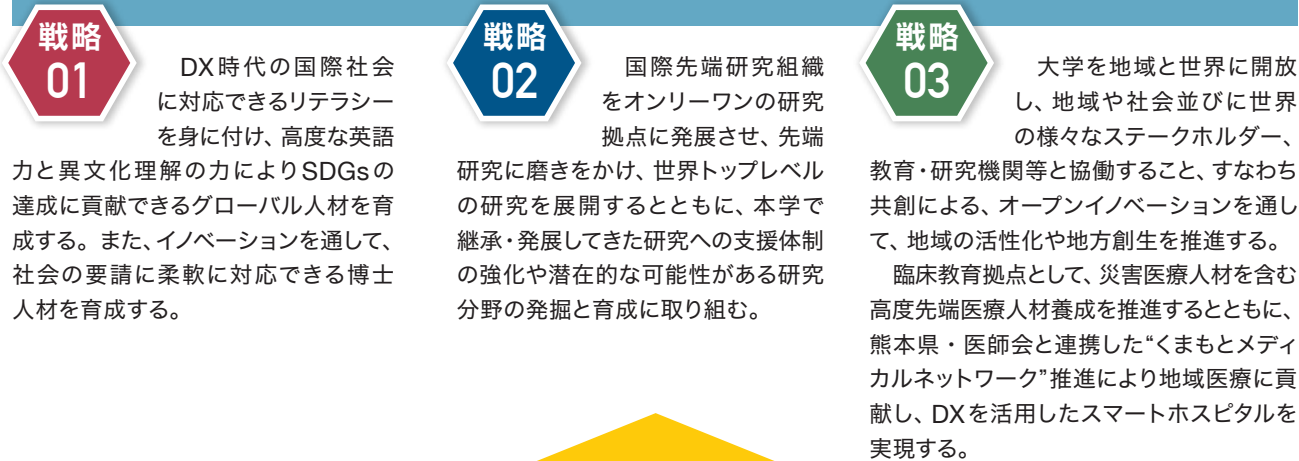 戦略
01
DX時代の国際社会
に対応できるリテラシー
を身に付け、高度な英語
力と異文化理解の力によりSDGsの
達成に貢献できるグローバル人材を育
成する。また、イノベーションを通して、
社会の要請に柔軟に対応できる博士
人材を育成する。
戦略
02
国際先端研究組織
をオンリーワンの研究
拠点に発展させ、先端
研究に磨きをかけ、世界トップレベル
の研究を展開するとともに、本学で
継承・発展してきた研究への支援体制
の強化や潜在的な可能性がある研究
分野の発掘と育成に取り組む。
戦略
03
大学を地域と世界に開放
し、地域や社会並びに世界
の様々なステークホルダー、
教育・研究機関等と協働すること、すなわち
共創による、オープンイノベーションを通し
て、地域の活性化や地方創生を推進する。
臨床教育拠点として、災害医療人材を含む
高度先端医療人材養成を推進するとともに、
熊本県・医師会と連携した“くまもとメディ
カルネットワーク”推進により地域医療に貢
献し、DXを活用したスマートホスピタルを
実現する。